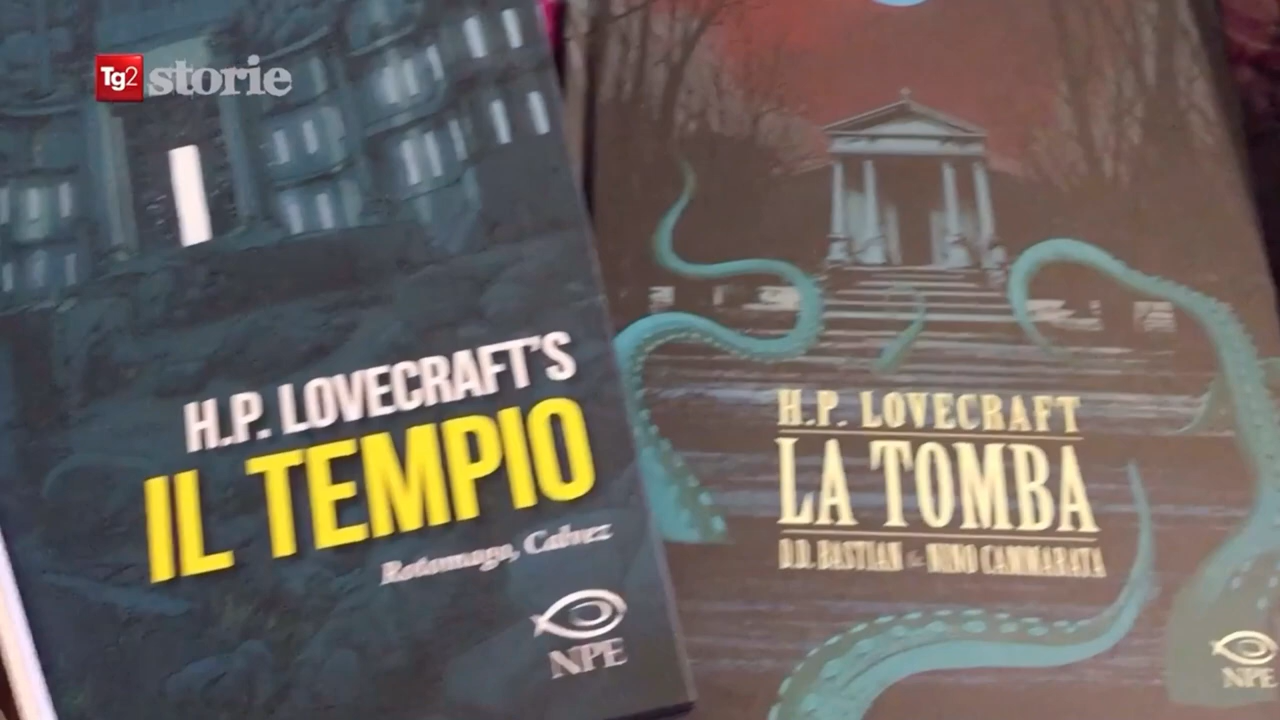 Tg2 storie
H.P. LOVECRAFT'S
IL TEMPIO
Rotomago, Calvez
NPE
H.P. LOVECRAFT
LA TOMBA
D.D. BASTIAN & NINO CAMMARATA
NPE